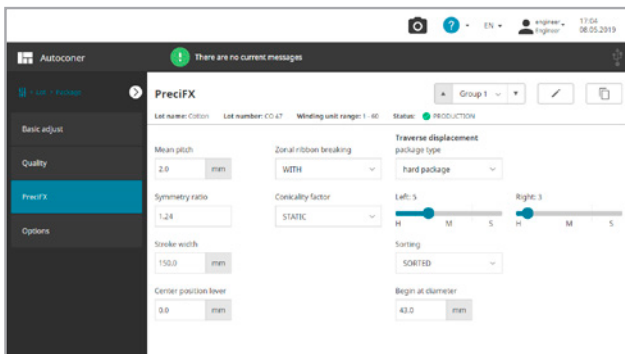 EN
engineer
Engineer
17:04
08.05.2019
Autoconer
There are no current messages
< Lot < Package
PreciFX
Group 1
Lot name: Cotton Lot number: CO 47 Winding unit range: 1 - 60 Status: PRODUCTION
Basic adjust
Quality
PreciFX
Options
Mean pitch
2.0 mm
Zonal ribbon breaking
WITH
Traverse displacement
package type
hard package
Symmetry ratio
1.24
Conicality factor
STATIC
Left: 5
H M S
Right: 3
H M S
Stroke width
150.0 mm
Sorting
SORTED
Center position lever
0.0 mm
Begin at diameter
43.0 mm